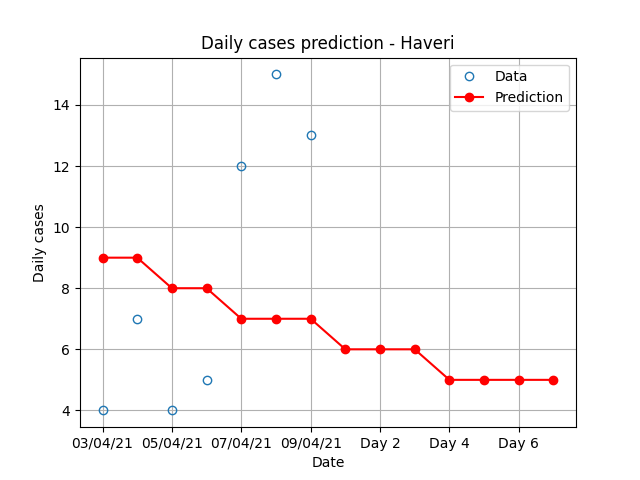 Daily cases prediction - Haveri
Data
Prediction
14
12
10
8
6
4
Daily cases
03/04/21 05/04/21 07/04/21 09/04/21 Day 2 Day 4 Day 6
Date